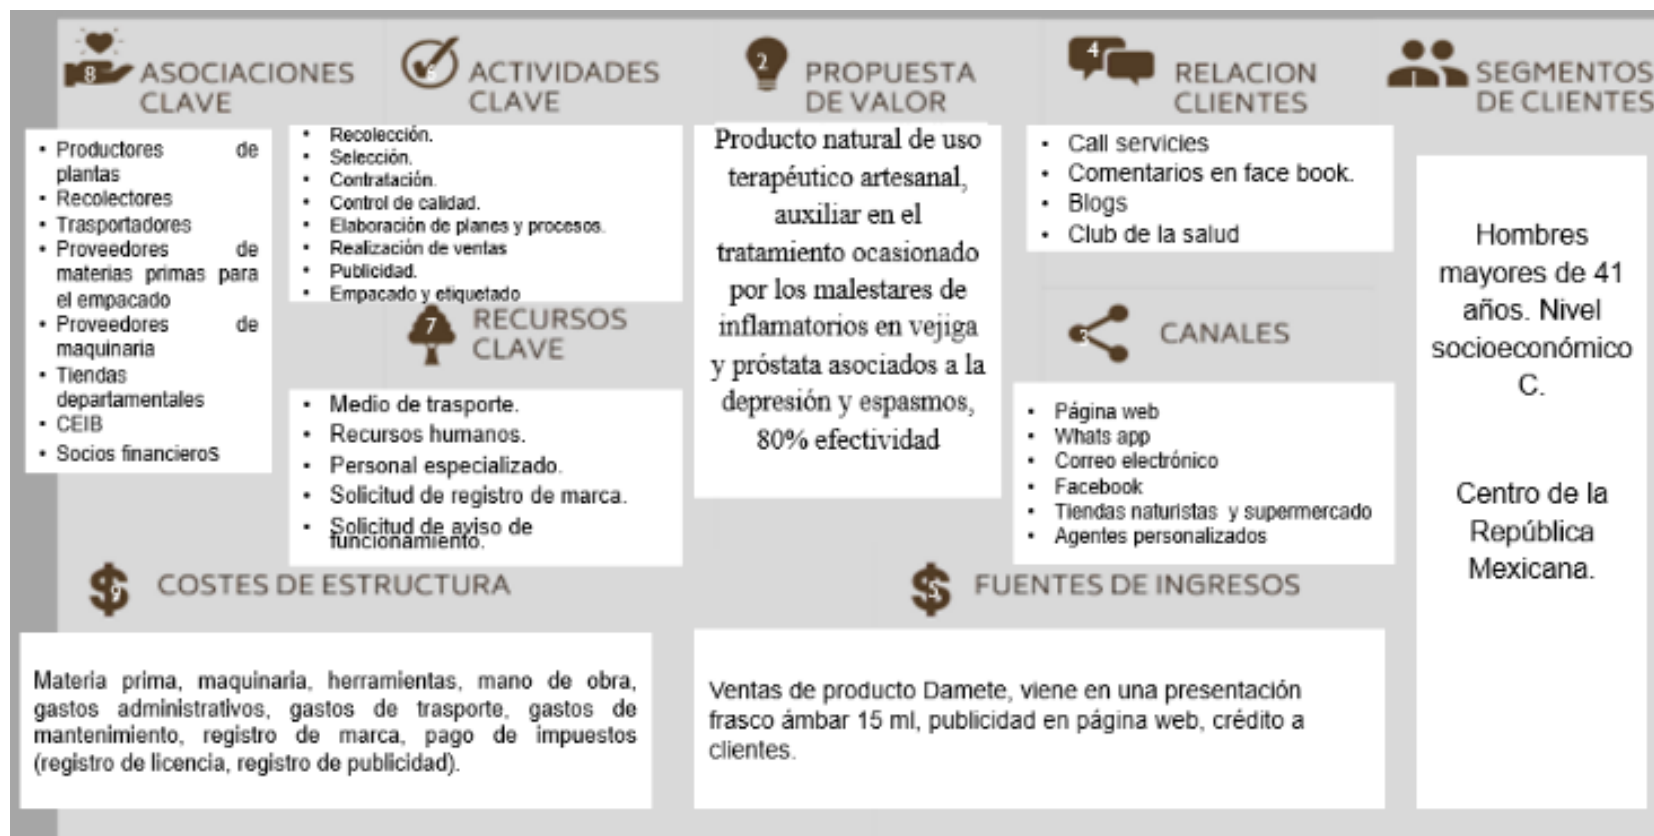 8
ASOCIACIONES
CLAVE
• Productores de
plantas
• Recolectores
• Trasportadores
• Proveedores de
materias primas para
el empacado
• Proveedores de
maquinaria
• Tiendas
departamentales
• CEIB
• Socios financieros
ACTIVIDADES
CLAVE
• Recolección.
• Selección.
• Contratación.
• Control de calidad.
• Elaboración de planes y procesos.
• Realización de ventas
• Publicidad.
• Empacado y etiquetado
7
RECURSOS
CLAVE
• Medio de trasporte.
• Recursos humanos.
• Personal especializado.
• Solicitud de registro de marca.
• Solicitud de aviso de
funcionamiento.
2
PROPUESTA
DE VALOR
Producto natural de uso
terapéutico artesanal,
auxiliar en el
tratamiento ocasionado
por los malestares de
inflamatorios en vejiga
y próstata asociados a la
depresión y espasmos,
80% efectividad
4
RELACION
CLIENTES
• Call servicies
• Comentarios en face book.
• Blogs
• Club de la salud
3
CANALES
• Página web
• Whats app
• Correo electrónico
• Facebook
• Tiendas naturistas y supermercado
• Agentes personalizados
1
SEGMENTOS
DE CLIENTES
Hombres
mayores de 41
años. Nivel
socioeconómico
C.
Centro de la
República
Mexicana.
9
COSTES DE ESTRUCTURA
Materia prima, maquinaria, herramientas, mano de obra,
gastos administrativos, gastos de trasporte, gastos de
mantenimiento, registro de marca, pago de impuestos
(registro de licencia, registro de publicidad).
5
FUENTES DE INGRESOS
Ventas de producto Damete, viene en una presentación
frasco ámbar 15 ml, publicidad en página web, crédito a
clientes.